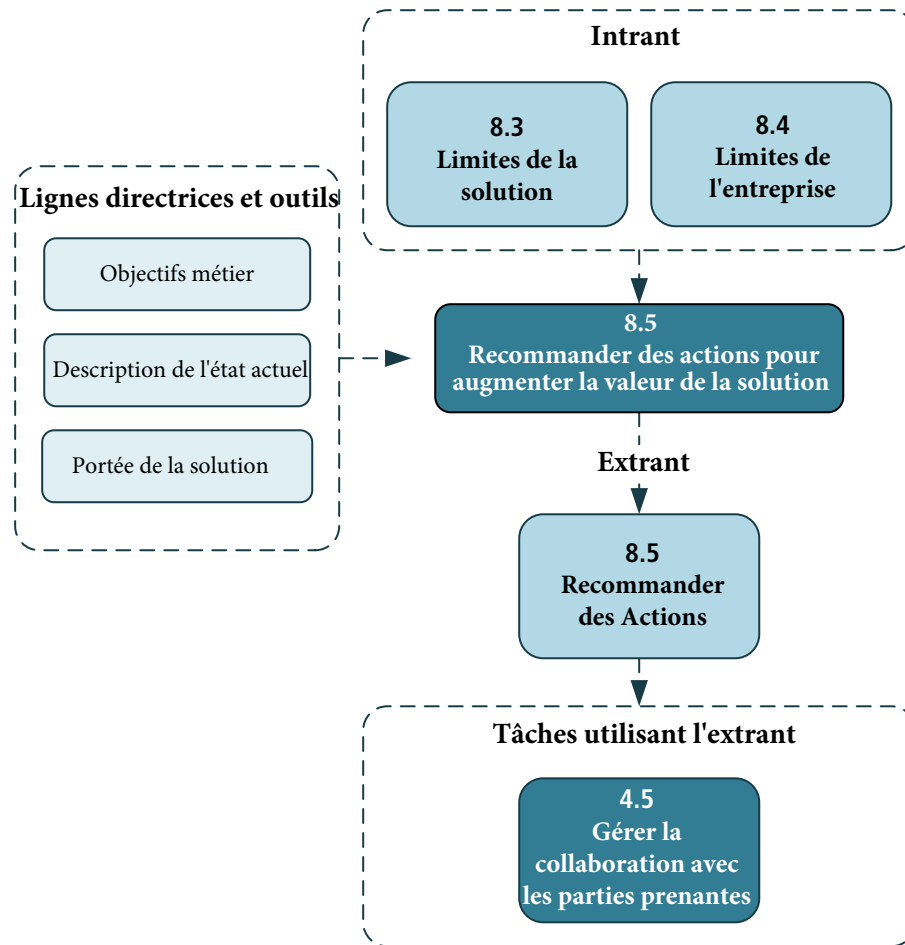 Intrant
8.3
Limites de la
solution
8.4
Limites de
l'entreprise
Lignes directrices et outils
Objectifs métier
Description de l'état actuel
Portée de la solution
8.5
Recommander des actions pour
augmenter la valeur de la solution
Extrant
8.5
Recommander
des Actions
Tâches utilisant l'extrant
4.5
Gérer la
collaboration avec
les parties prenantes